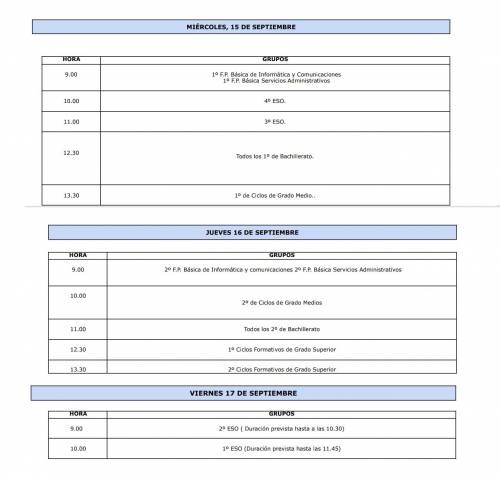 MIÉRCOLES, 15 DE SEPTIEMBRE
HORA GRUPOS
9.00 1º F.P. Básica de Informática y Comunicaciones
1º F.P. Básica Servicios Administrativos
10.00 4º ESO.
11.00 3º ESO.
12.30 Todos los 1º de Bachillerato.
13.30 1º de Ciclos de Grado Medio..
JUEVES 16 DE SEPTIEMBRE
HORA GRUPOS
9.00 2º F.P. Básica de Informática y comunicaciones 2º F.P. Básica Servicios Administrativos
10.00 2º de Ciclos de Grado Medios
11.00 Todos los 2º de Bachillerato
12.30 1º Ciclos Formativos de Grado Superior
13.30 2º Ciclos Formativos de Grado Superior
VIERNES 17 DE SEPTIEMBRE
HORA GRUPOS
9.00 2º ESO ( Duración prevista hasta a las 10.30)
10.00 1º ESO (Duración prevista hasta las 11.45)